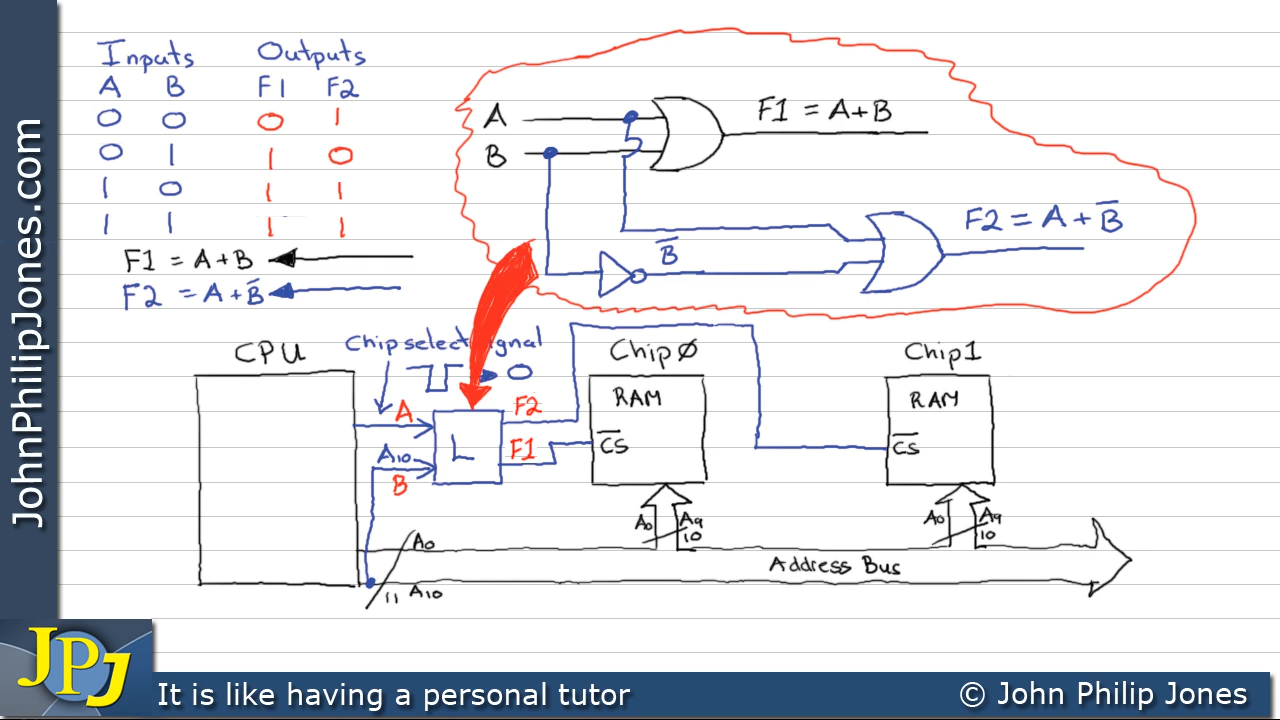 JohnPhilipJones.com
Inputs Outputs
A B F1 F2
0 0 0 1
0 1 1 0
1 0 1 1
1 1 1 1
F1 = A+B
F2 = A+B̅
A
B
F1 = A+B
B̅
F2 = A+B̅
CPU
Chip select signal
0
A
A10
B
L
F2
F1
Chip0
RAM
C̅S̅
A0 A9
10
Chip1
RAM
C̅S̅
A0 A9
10
A0
11 A10
Address Bus
JPJ
It is like having a personal tutor
© John Philip Jones